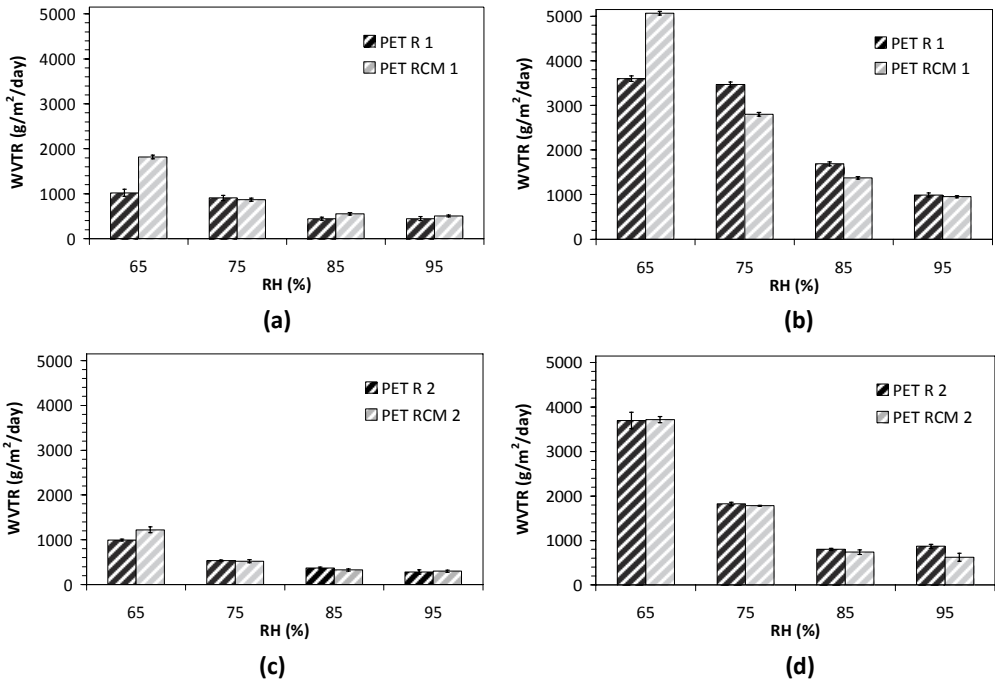 5000
4000
3000
2000
1000
0
WVTR (g/m²/day)
PET R 1
PET RCM 1
65 75 85 95
RH (%)
(a)
5000
4000
3000
2000
1000
0
WVTR (g/m²/day)
PET R 1
PET RCM 1
65 75 85 95
RH (%)
(b)
5000
4000
3000
2000
1000
0
WVTR (g/m²/day)
PET R 2
PET RCM 2
65 75 85 95
RH (%)
(c)
5000
4000
3000
2000
1000
0
WVTR (g/m²/day)
PET R 2
PET RCM 2
65 75 85 95
RH (%)
(d)